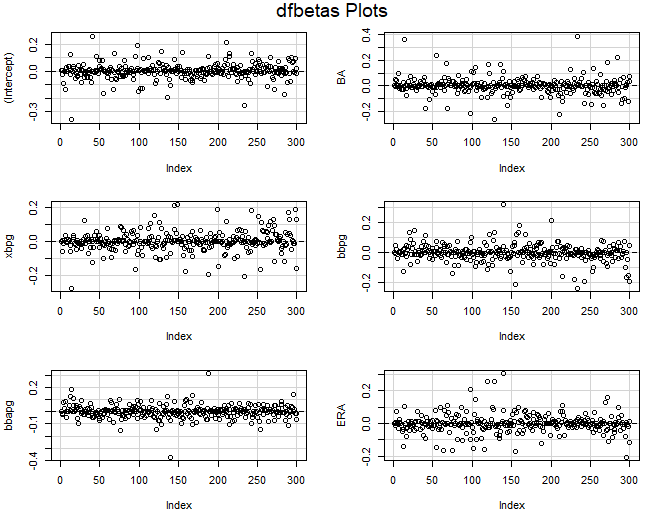 dfbetas Plots
(Intercept)
-0.3 0.0 0.2
0 50 100 150 200 250 300
Index
BA
-0.2 0.0 0.2 0.4
0 50 100 150 200 250 300
Index
xbpg
-0.2 0.0 0.2
0 50 100 150 200 250 300
Index
bbpg
-0.2 0.0 0.2
0 50 100 150 200 250 300
Index
bbapg
-0.4 -0.1 0.2
0 50 100 150 200 250 300
Index
ERA
-0.2 0.0 0.2
0 50 100 150 200 250 300
Index